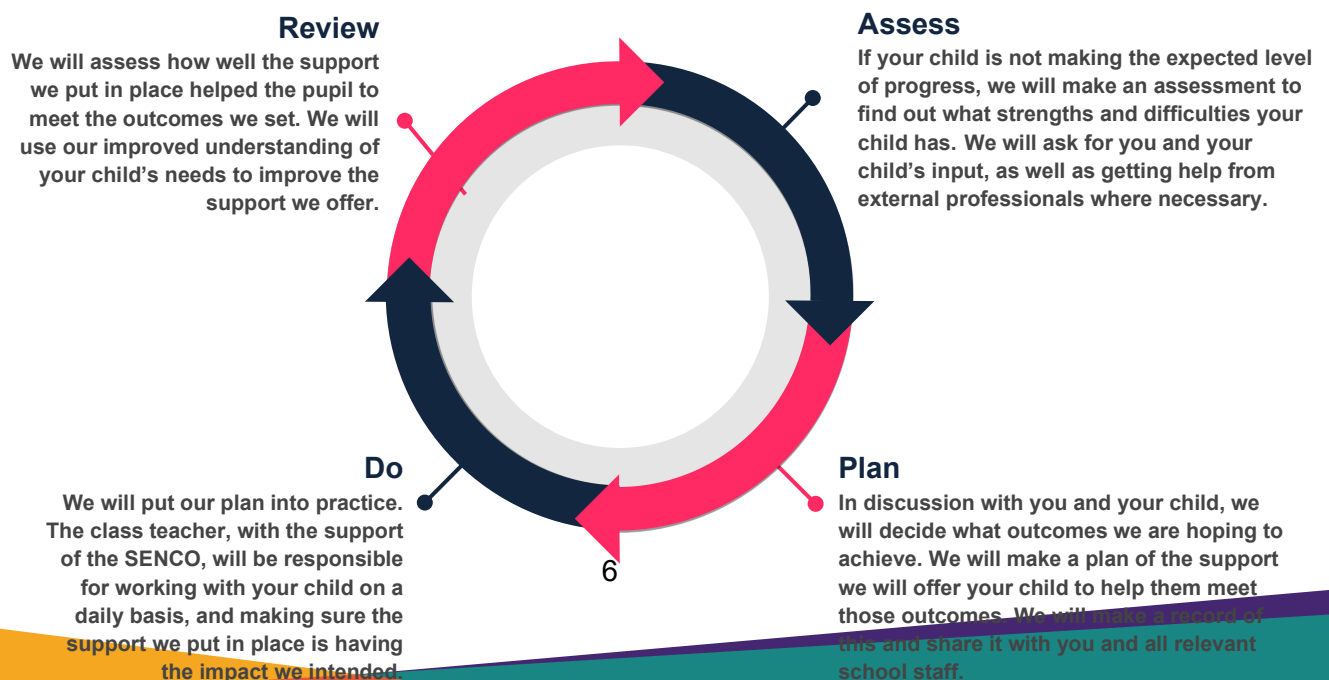 Review
We will assess how well the support
we put in place helped the pupil to
meet the outcomes we set. We will
use our improved understanding of
your child’s needs to improve the
support we offer.
Assess
If your child is not making the expected level
of progress, we will make an assessment to
find out what strengths and difficulties your
child has. We will ask for you and your
child’s input, as well as getting help from
external professionals where necessary.
Do
We will put our plan into practice.
The class teacher, with the support
of the SENCO, will be responsible
for working with your child on a
daily basis, and making sure the
support we put in place is having
the impact we intended.
Plan
In discussion with you and your child, we
will decide what outcomes we are hoping to
achieve. We will make a plan of the support
we will offer your child to help them meet
those outcomes. We will make a record of
this and share it with you and all relevant
school staff.
6